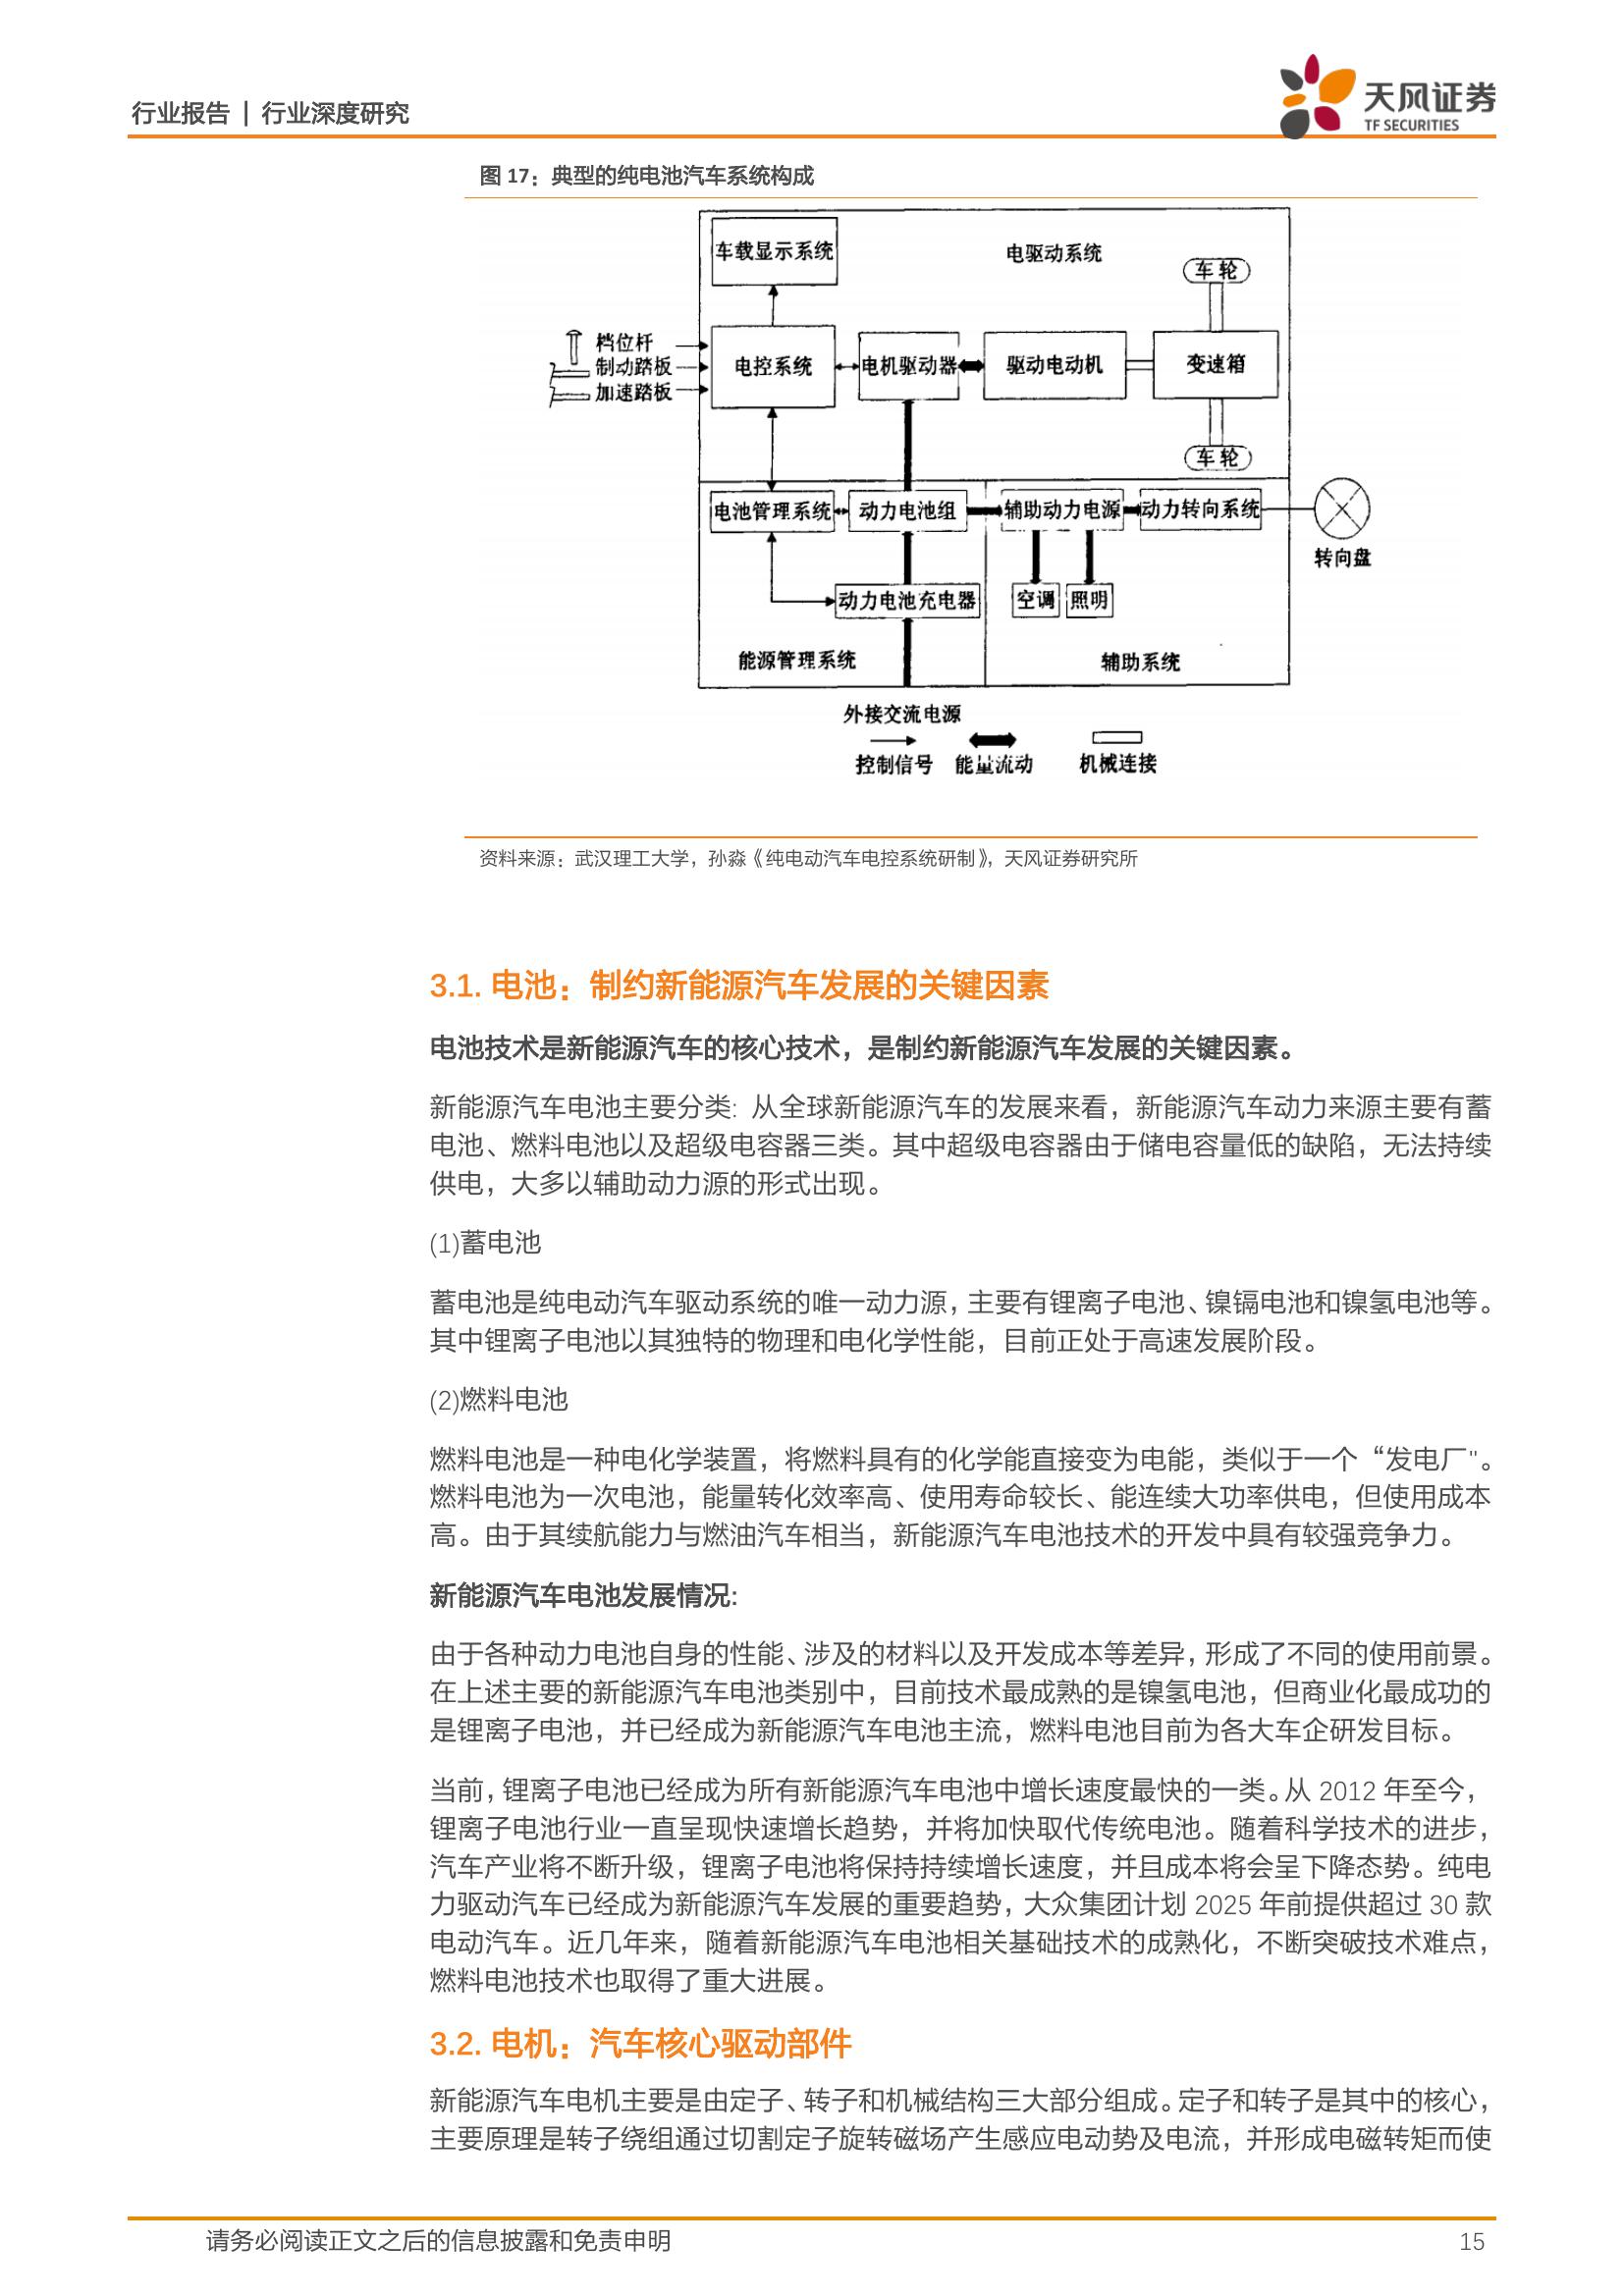 行业报告 | 行业深度研究
天风证券
TF SECURITIES
图 17：典型的纯电池汽车系统构成
车载显示系统
电驱动系统
车轮
档位杆
制动踏板
加速踏板
电控系统
电机驱动器
驱动电动机
变速箱
车轮
电池管理系统
动力电池组
辅助动力电源
动力转向系统
转向盘
动力电池充电器
空调
照明
能源管理系统
辅助系统
外接交流电源
控制信号
能量流动
机械连接
资料来源：武汉理工大学，孙淼《纯电动汽车电控系统研制》，天风证券研究所
3.1. 电池：制约新能源汽车发展的关键因素
电池技术是新能源汽车的核心技术，是制约新能源汽车发展的关键因素。
新能源汽车电池主要分类: 从全球新能源汽车的发展来看，新能源汽车动力来源主要有蓄
电池、燃料电池以及超级电容器三类。其中超级电容器由于储电容量低的缺陷，无法持续
供电，大多以辅助动力源的形式出现。
(1)蓄电池
蓄电池是纯电动汽车驱动系统的唯一动力源，主要有锂离子电池、镍镉电池和镍氢电池等。
其中锂离子电池以其独特的物理和电化学性能，目前正处于高速发展阶段。
(2)燃料电池
燃料电池是一种电化学装置，将燃料具有的化学能直接变为电能，类似于一个“发电厂"。
燃料电池为一次电池，能量转化效率高、使用寿命较长、能连续大功率供电，但使用成本
高。由于其续航能力与燃油汽车相当，新能源汽车电池技术的开发中具有较强竞争力。
新能源汽车电池发展情况:
由于各种动力电池自身的性能、涉及的材料以及开发成本等差异，形成了不同的使用前景。
在上述主要的新能源汽车电池类别中，目前技术最成熟的是镍氢电池，但商业化最成功的
是锂离子电池，并已经成为新能源汽车电池主流，燃料电池目前为各大车企研发目标。
当前，锂离子电池已经成为所有新能源汽车电池中增长速度最快的一类。从 2012 年至今，
锂离子电池行业一直呈现快速增长趋势，并将加快取代传统电池。随着科学技术的进步，
汽车产业将不断升级，锂离子电池将保持持续增长速度，并且成本将会呈下降态势。纯电
力驱动汽车已经成为新能源汽车发展的重要趋势，大众集团计划 2025 年前提供超过 30 款
电动汽车。近几年来，随着新能源汽车电池相关基础技术的成熟化，不断突破技术难点，
燃料电池技术也取得了重大进展。
3.2. 电机：汽车核心驱动部件
新能源汽车电机主要是由定子、转子和机械结构三大部分组成。定子和转子是其中的核心，
主要原理是转子绕组通过切割定子旋转磁场产生感应电动势及电流，并形成电磁转矩而使
请务必阅读正文之后的信息披露和免责申明
15